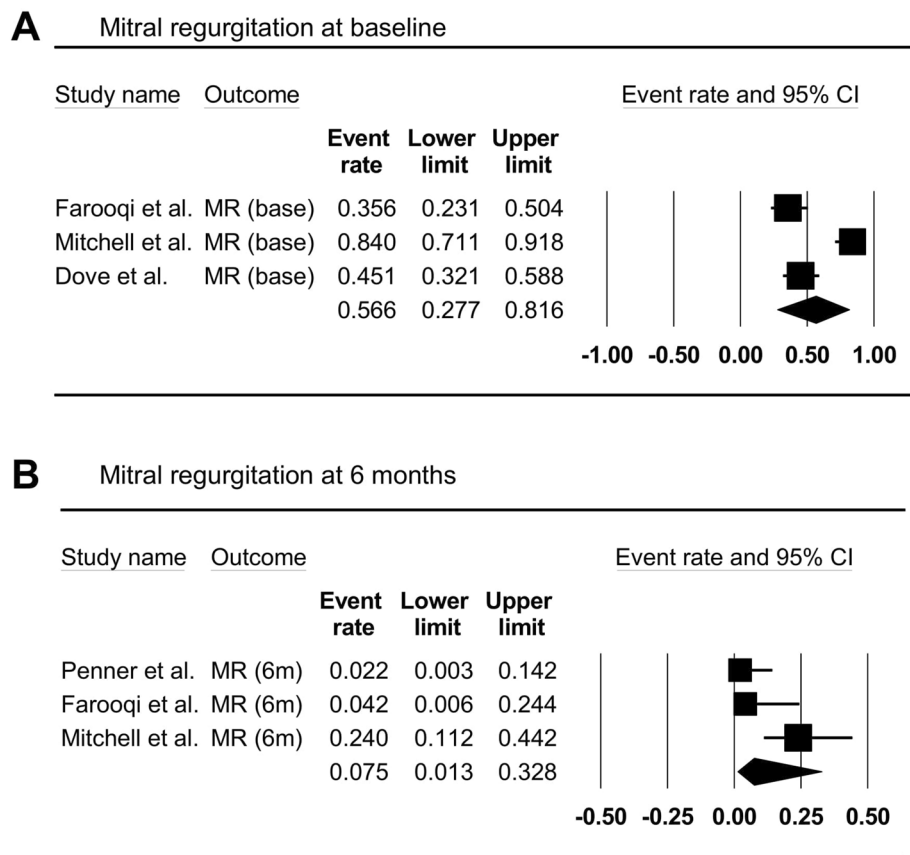 A Mitral regurgitation at baseline
Study name Outcome Event rate and 95% CI
Event Lower Upper
rate limit limit
Farooqi et al. MR (base) 0.356 0.231 0.504
Mitchell et al. MR (base) 0.840 0.711 0.918
Dove et al. MR (base) 0.451 0.321 0.588
0.566 0.277 0.816
-1.00 -0.50 0.00 0.50 1.00
B Mitral regurgitation at 6 months
Study name Outcome Event rate and 95% CI
Event Lower Upper
rate limit limit
Penner et al. MR (6m) 0.022 0.003 0.142
Farooqi et al. MR (6m) 0.042 0.006 0.244
Mitchell et al. MR (6m) 0.240 0.112 0.442
0.075 0.013 0.328
-0.50 -0.25 0.00 0.25 0.50